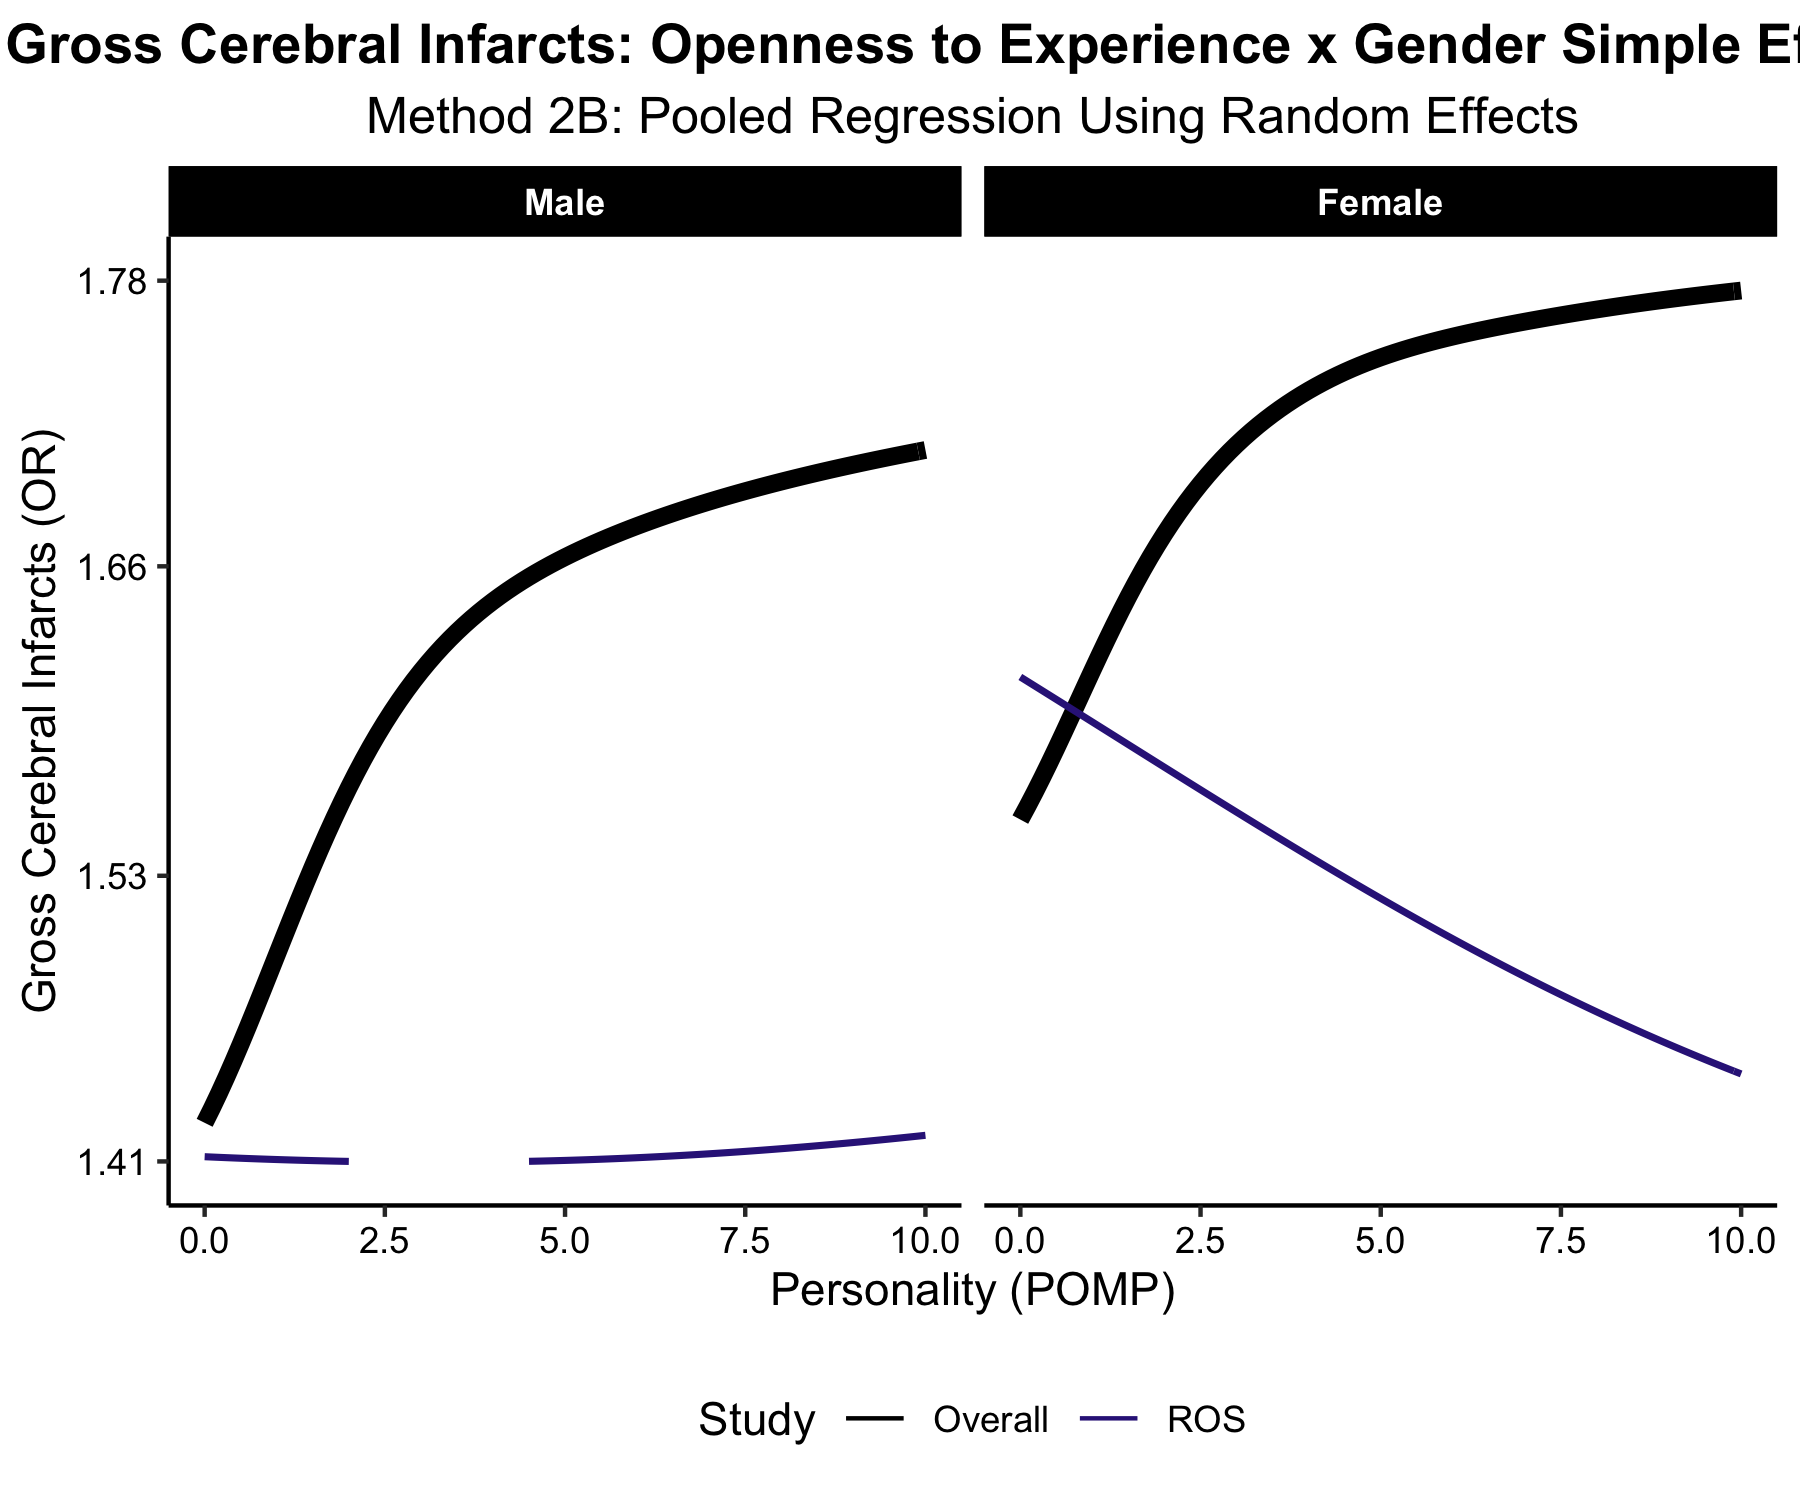 Gross Cerebral Infarcts: Openness to Experience x Gender Simple Ef
Method 2B: Pooled Regression Using Random Effects
Male
Female
Gross Cerebral Infarcts (OR)
1.78
1.66
1.53
1.41
0.0 2.5 5.0 7.5 10.0
0.0 2.5 5.0 7.5 10.0
Personality (POMP)
Study Overall ROS